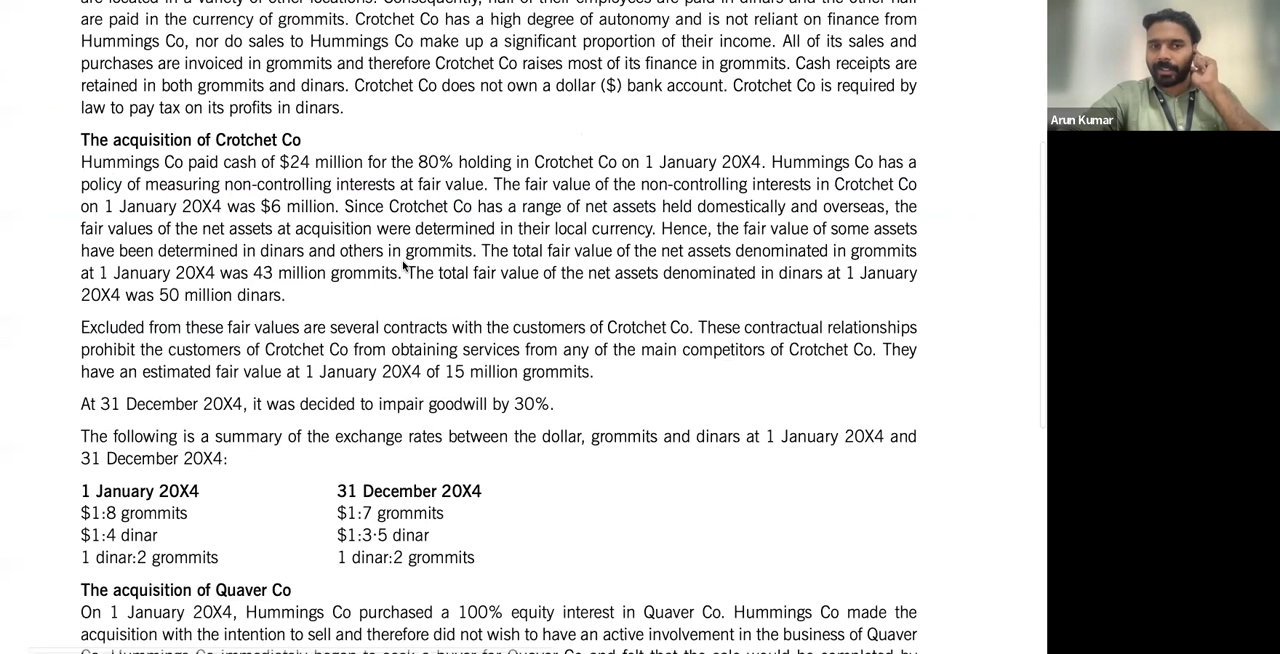 are located in a variety of other locations. Consequently, half of their employees are paid in dinars and the other half
are paid in the currency of grommits. Crotchet Co has a high degree of autonomy and is not reliant on finance from
Hummings Co, nor do sales to Hummings Co make up a significant proportion of their income. All of its sales and
purchases are invoiced in grommits and therefore Crotchet Co raises most of its finance in grommits. Cash receipts are
retained in both grommits and dinars. Crotchet Co does not own a dollar ($) bank account. Crotchet Co is required by
law to pay tax on its profits in dinars.
The acquisition of Crotchet Co
Hummings Co paid cash of $24 million for the 80% holding in Crotchet Co on 1 January 20X4. Hummings Co has a
policy of measuring non-controlling interests at fair value. The fair value of the non-controlling interests in Crotchet Co
on 1 January 20X4 was $6 million. Since Crotchet Co has a range of net assets held domestically and overseas, the
fair values of the net assets at acquisition were determined in their local currency. Hence, the fair value of some assets
have been determined in dinars and others in grommits. The total fair value of the net assets denominated in grommits
at 1 January 20X4 was 43 million grommits. The total fair value of the net assets denominated in dinars at 1 January
20X4 was 50 million dinars.
Excluded from these fair values are several contracts with the customers of Crotchet Co. These contractual relationships
prohibit the customers of Crotchet Co from obtaining services from any of the main competitors of Crotchet Co. They
have an estimated fair value at 1 January 20X4 of 15 million grommits.
At 31 December 20X4, it was decided to impair goodwill by 30%.
The following is a summary of the exchange rates between the dollar, grommits and dinars at 1 January 20X4 and
31 December 20X4:
1 January 20X4 31 December 20X4
$1:8 grommits $1:7 grommits
$1:4 dinar $1:3·5 dinar
1 dinar:2 grommits 1 dinar:2 grommits
The acquisition of Quaver Co
On 1 January 20X4, Hummings Co purchased a 100% equity interest in Quaver Co. Hummings Co made the
acquisition with the intention to sell and therefore did not wish to have an active involvement in the business of Quaver
Co. Hummings Co immediately began to seek a buyer for Quaver Co and felt that the sale would be completed by
Arun Kumar